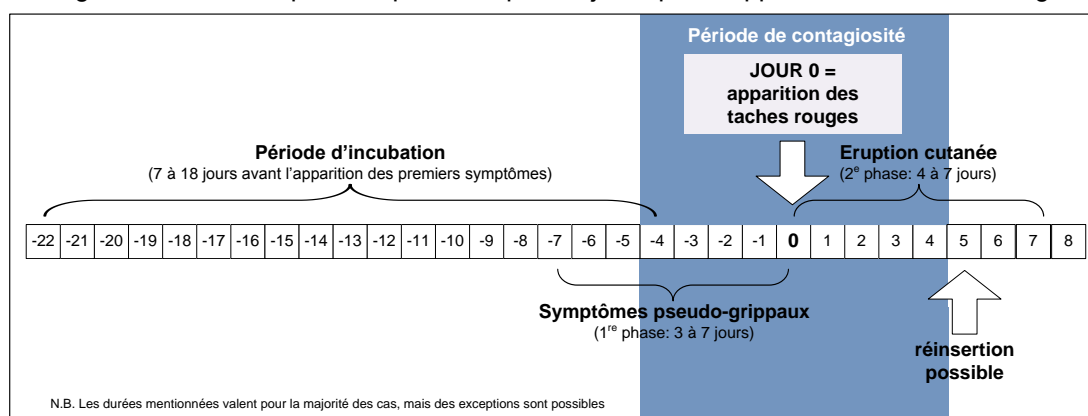 Période de contagiosité
JOUR 0 =
apparition des
taches rouges
Période d'incubation
(7 à 18 jours avant l'apparition des premiers symptômes)
Eruption cutanée
(2e phase: 4 à 7 jours)
-22 -21 -20 -19 -18 -17 -16 -15 -14 -13 -12 -11 -10 -9 -8 -7 -6 -5 -4 -3 -2 -1 0 1 2 3 4 5 6 7 8
Symptômes pseudo-grippaux
(1re phase: 3 à 7 jours)
réinsertion
possible
N.B. Les durées mentionnées valent pour la majorité des cas, mais des exceptions sont possibles